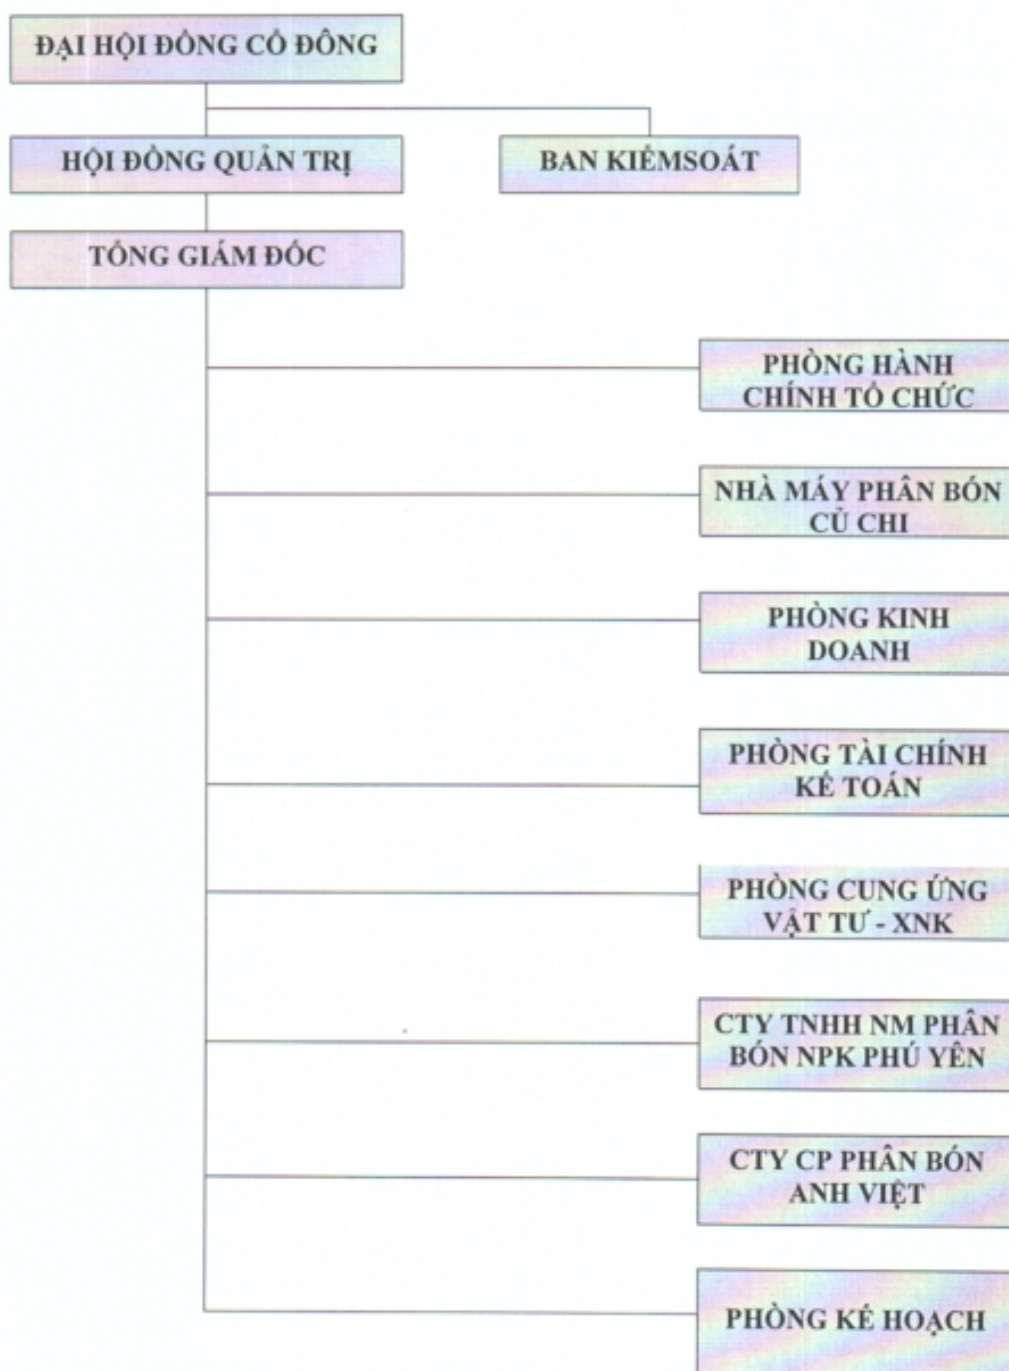 ĐẠI HỘI ĐỒNG CỔ ĐÔNG
HỘI ĐỒNG QUẢN TRỊ
BAN KIỂMSOÁT
TỔNG GIÁM ĐỐC
PHÒNG HÀNH
CHÍNH TỔ CHỨC
NHÀ MÁY PHÂN BÓN
CỦ CHI
PHÒNG KINH
DOANH
PHÒNG TÀI CHÍNH
KẾ TOÁN
PHÒNG CUNG ỨNG
VẬT TƯ - XNK
CTY TNHH NM PHÂN
BÓN NPK PHÚ YÊN
CTY CP PHÂN BÓN
ANH VIỆT
PHÒNG KẾ HOẠCH